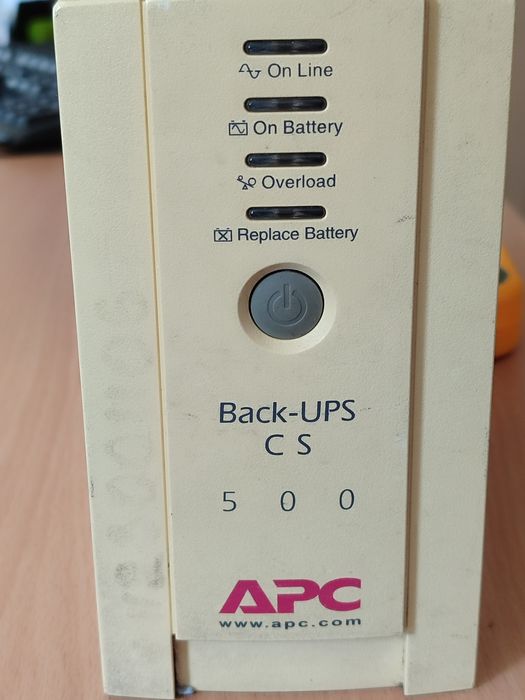 On Line
On Battery
Overload
Replace Battery
Back-UPS
CS
500
APC
www.apc.com